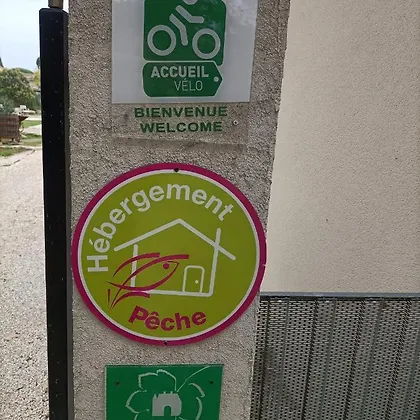 ACCUEIL
VÉLO
BIENVENUE
WELCOME
Hébergement
Pêche